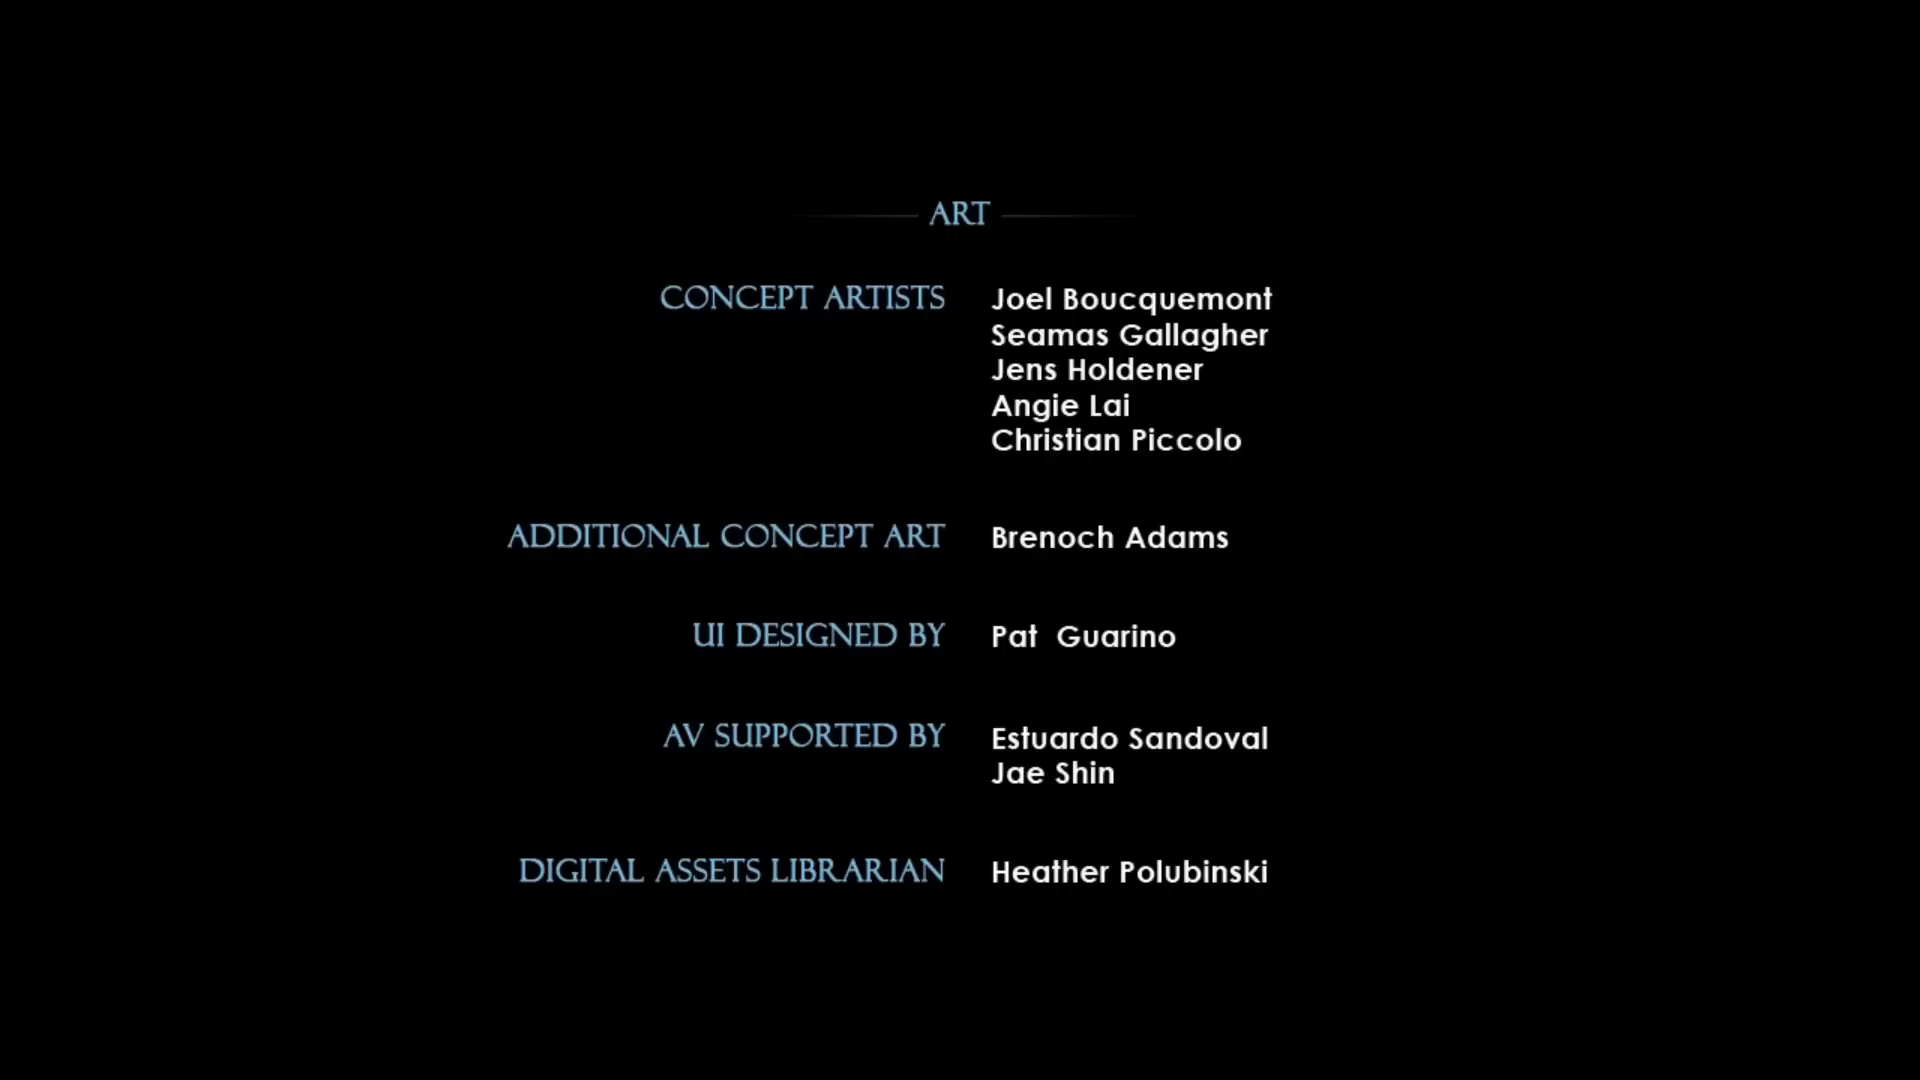 ART
CONCEPT ARTISTS Joel Boucquemont
Seamas Gallagher
Jens Holdener
Angie Lai
Christian Piccolo
ADDITIONAL CONCEPT ART Brenoch Adams
UI DESIGNED BY Pat  Guarino
AV SUPPORTED BY Estuardo Sandoval
Jae Shin
DIGITAL ASSETS LIBRARIAN Heather Polubinski